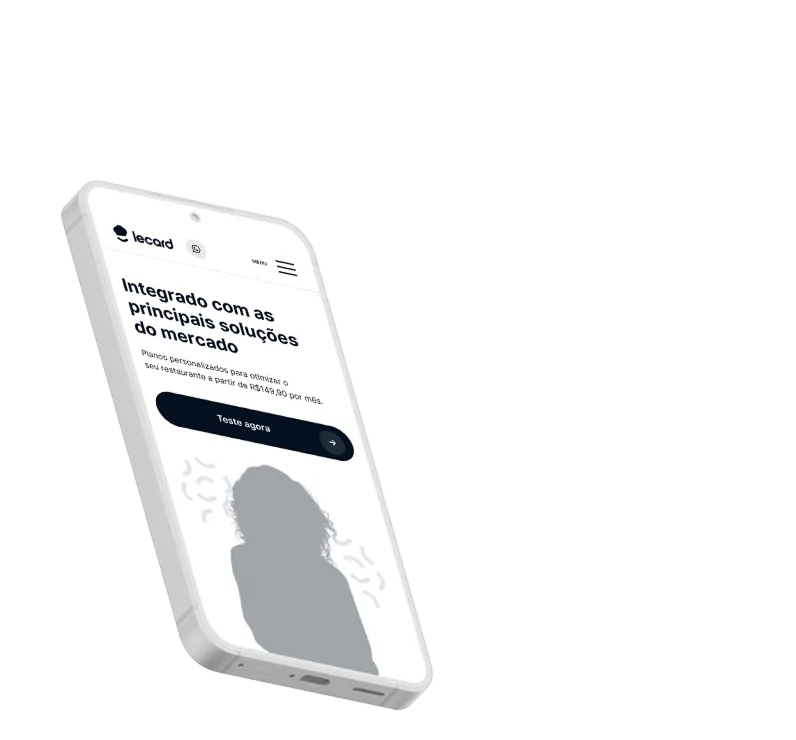 lecard
MENU
Integrado com as
principais soluções
do mercado
Planos personalizados para otimizar o
seu restaurante a partir de R$149,90 por mês.
Teste agora